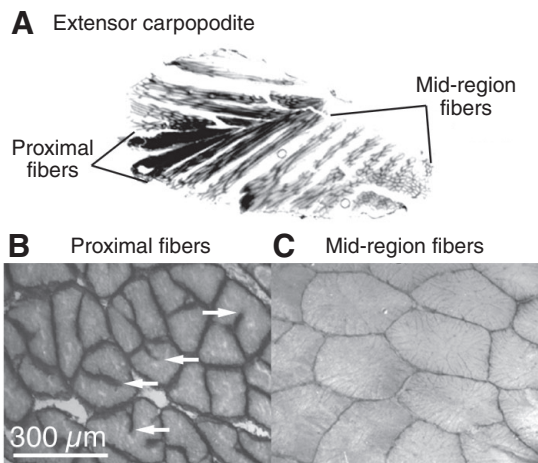 A Extensor carpopodite
Mid-region
fibers
Proximal
fibers
B Proximal fibers
C Mid-region fibers
300 µm